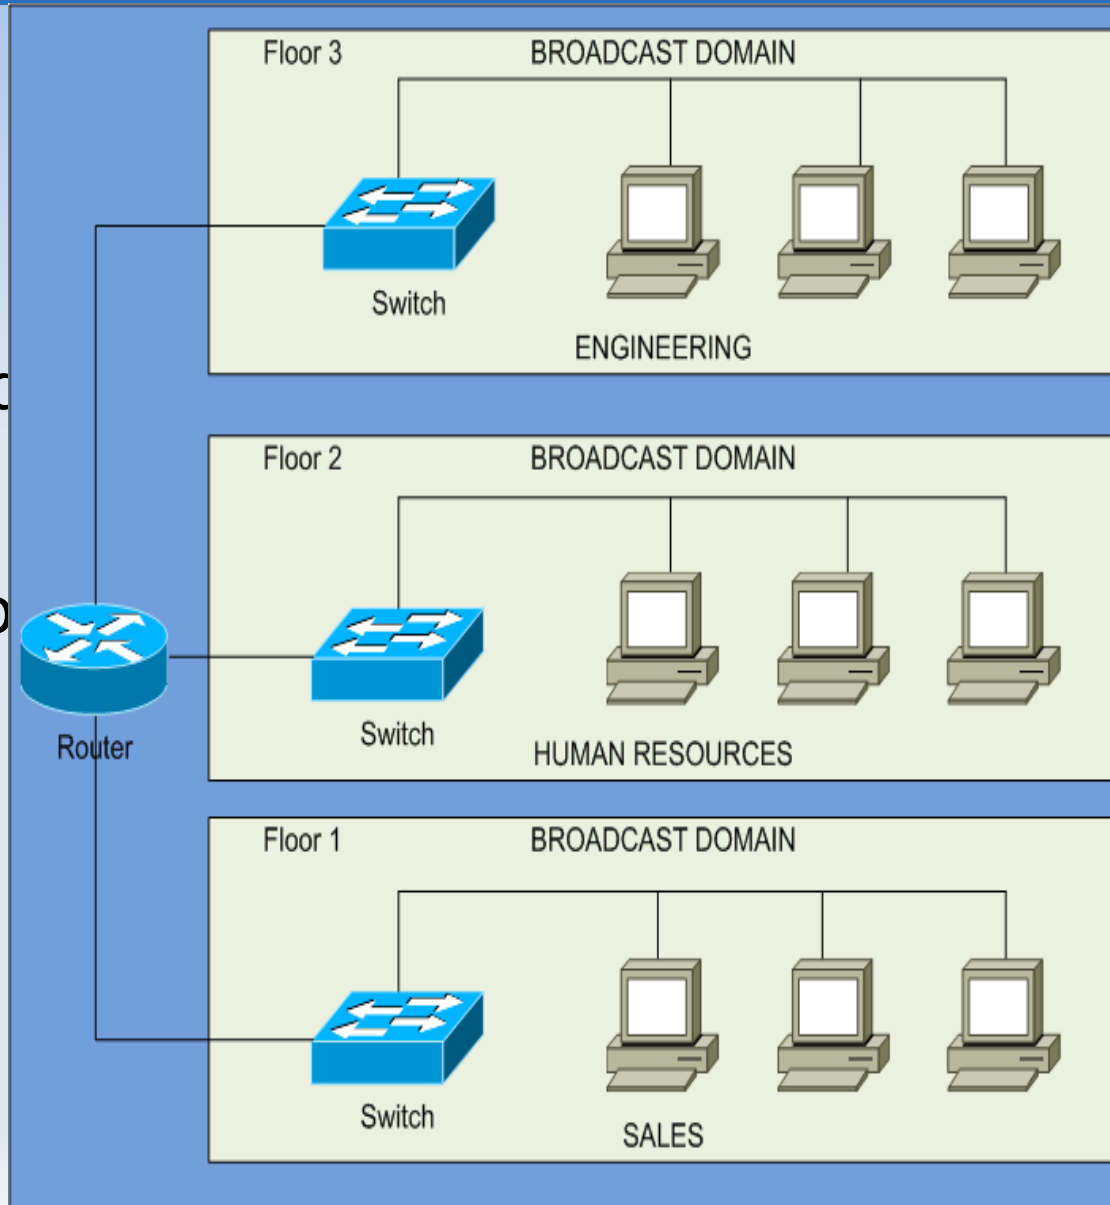 Floor 3
BROADCAST DOMAIN
Switch
ENGINEERING
Floor 2
BROADCAST DOMAIN
Router
Switch
HUMAN RESOURCES
Floor 1
BROADCAST DOMAIN
Switch
SALES